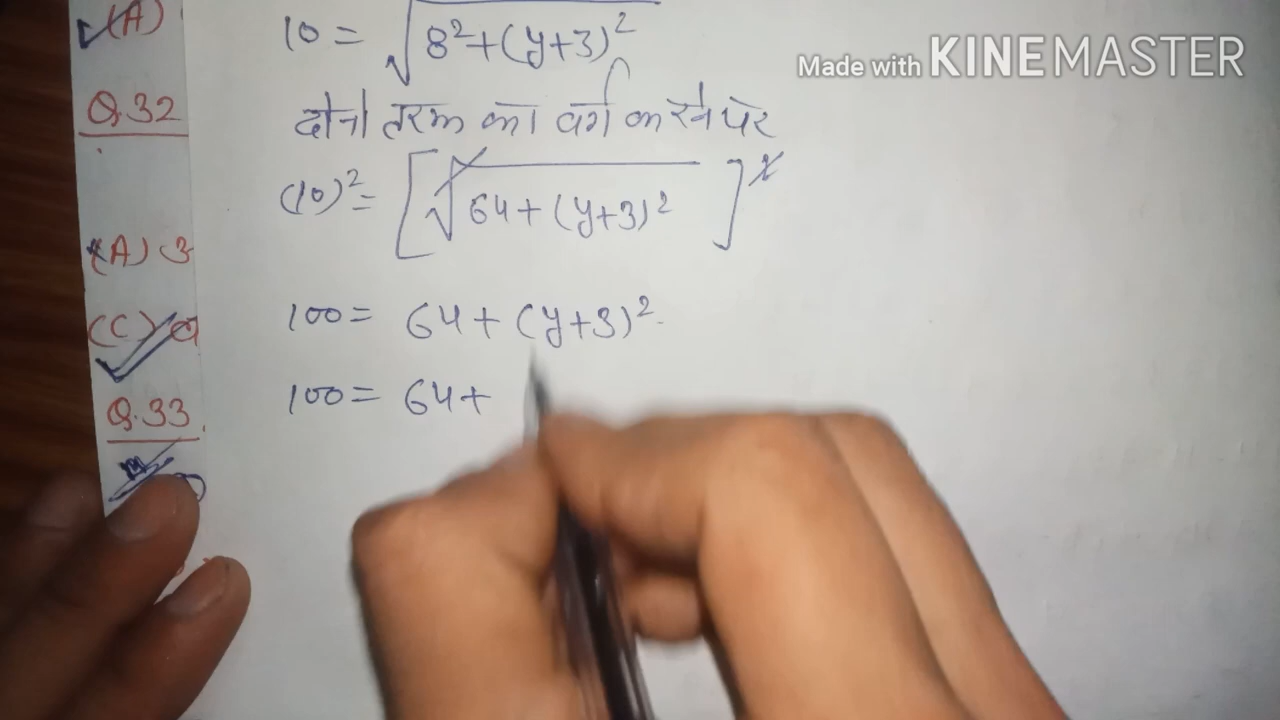 (A)
Q.32
(A) 3
(C)
Q.33
10 = √8²+(y+3)²
दोनो तरफ का वर्ग करने पर
(10)² = [√64+(y+3)²]²
100 = 64+(y+3)²
100 = 64+
Made with KINEMASTER